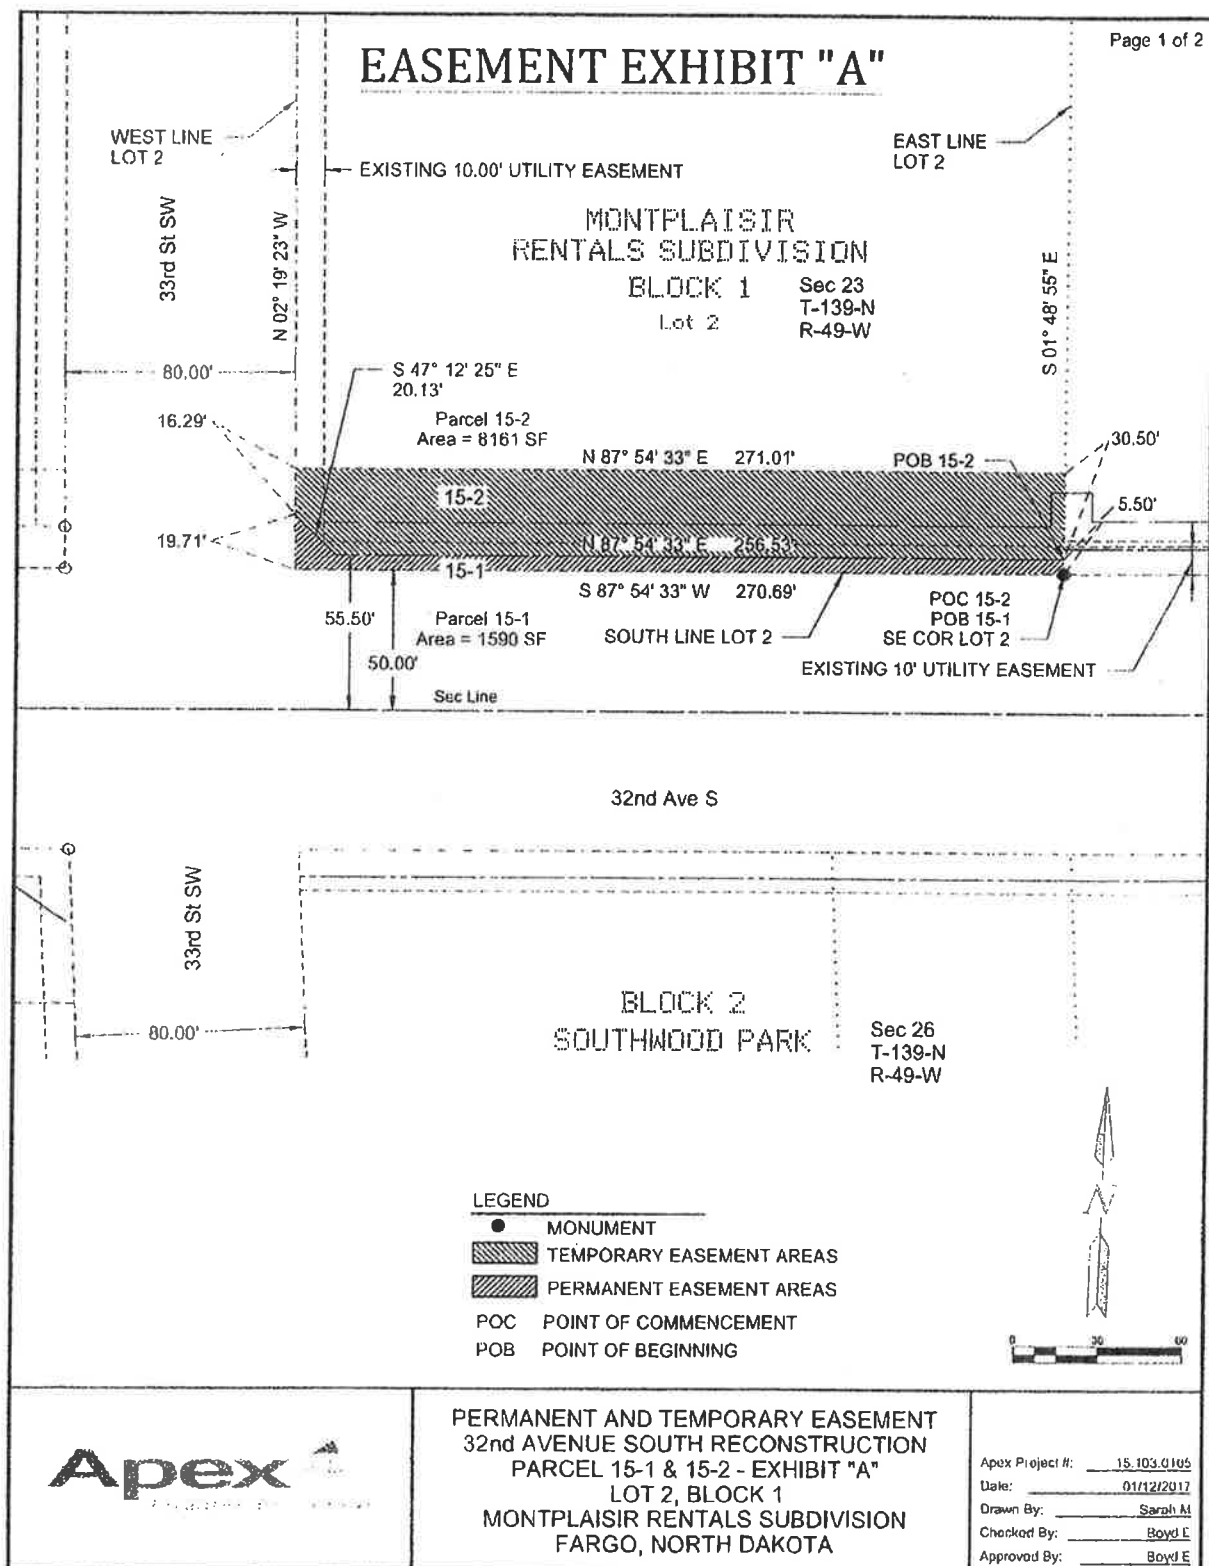 Page 1 of 2
EASEMENT EXHIBIT "A"
WEST LINE
LOT 2
EAST LINE
LOT 2
EXISTING 10.00' UTILITY EASEMENT
33rd St SW
N 02° 19' 23" W
MONTPLAISIR
RENTALS SUBDIVISION
BLOCK 1
Lot 2
Sec 23
T-139-N
R-49-W
S 01° 48' 55" E
80.00'
S 47° 12' 25" E
20.13'
16.29'
Parcel 15-2
Area = 8161 SF
N 87° 54' 33" E 271.01'
POB 15-2
30.50'
15-2
5.50'
19.71'
N 87° 54' 33" E 256.53'
15-1
S 87° 54' 33" W 270.69'
POC 15-2
POB 15-1
SE COR LOT 2
55.50'
Parcel 15-1
Area = 1590 SF
SOUTH LINE LOT 2
50.00'
EXISTING 10' UTILITY EASEMENT
Sec Line
32nd Ave S
33rd St SW
80.00'
BLOCK 2
SOUTHWOOD PARK
Sec 26
T-139-N
R-49-W
N
LEGEND
MONUMENT
TEMPORARY EASEMENT AREAS
PERMANENT EASEMENT AREAS
POC POINT OF COMMENCEMENT
POB POINT OF BEGINNING
0 30 60
Apex
PERMANENT AND TEMPORARY EASEMENT
32nd AVENUE SOUTH RECONSTRUCTION
PARCEL 15-1 & 15-2 - EXHIBIT "A"
LOT 2, BLOCK 1
MONTPLAISIR RENTALS SUBDIVISION
FARGO, NORTH DAKOTA
Apex Project #: 15.103.0105
Date: 01/12/2017
Drawn By: Sarah M
Checked By: Boyd E
Approved By: Boyd E